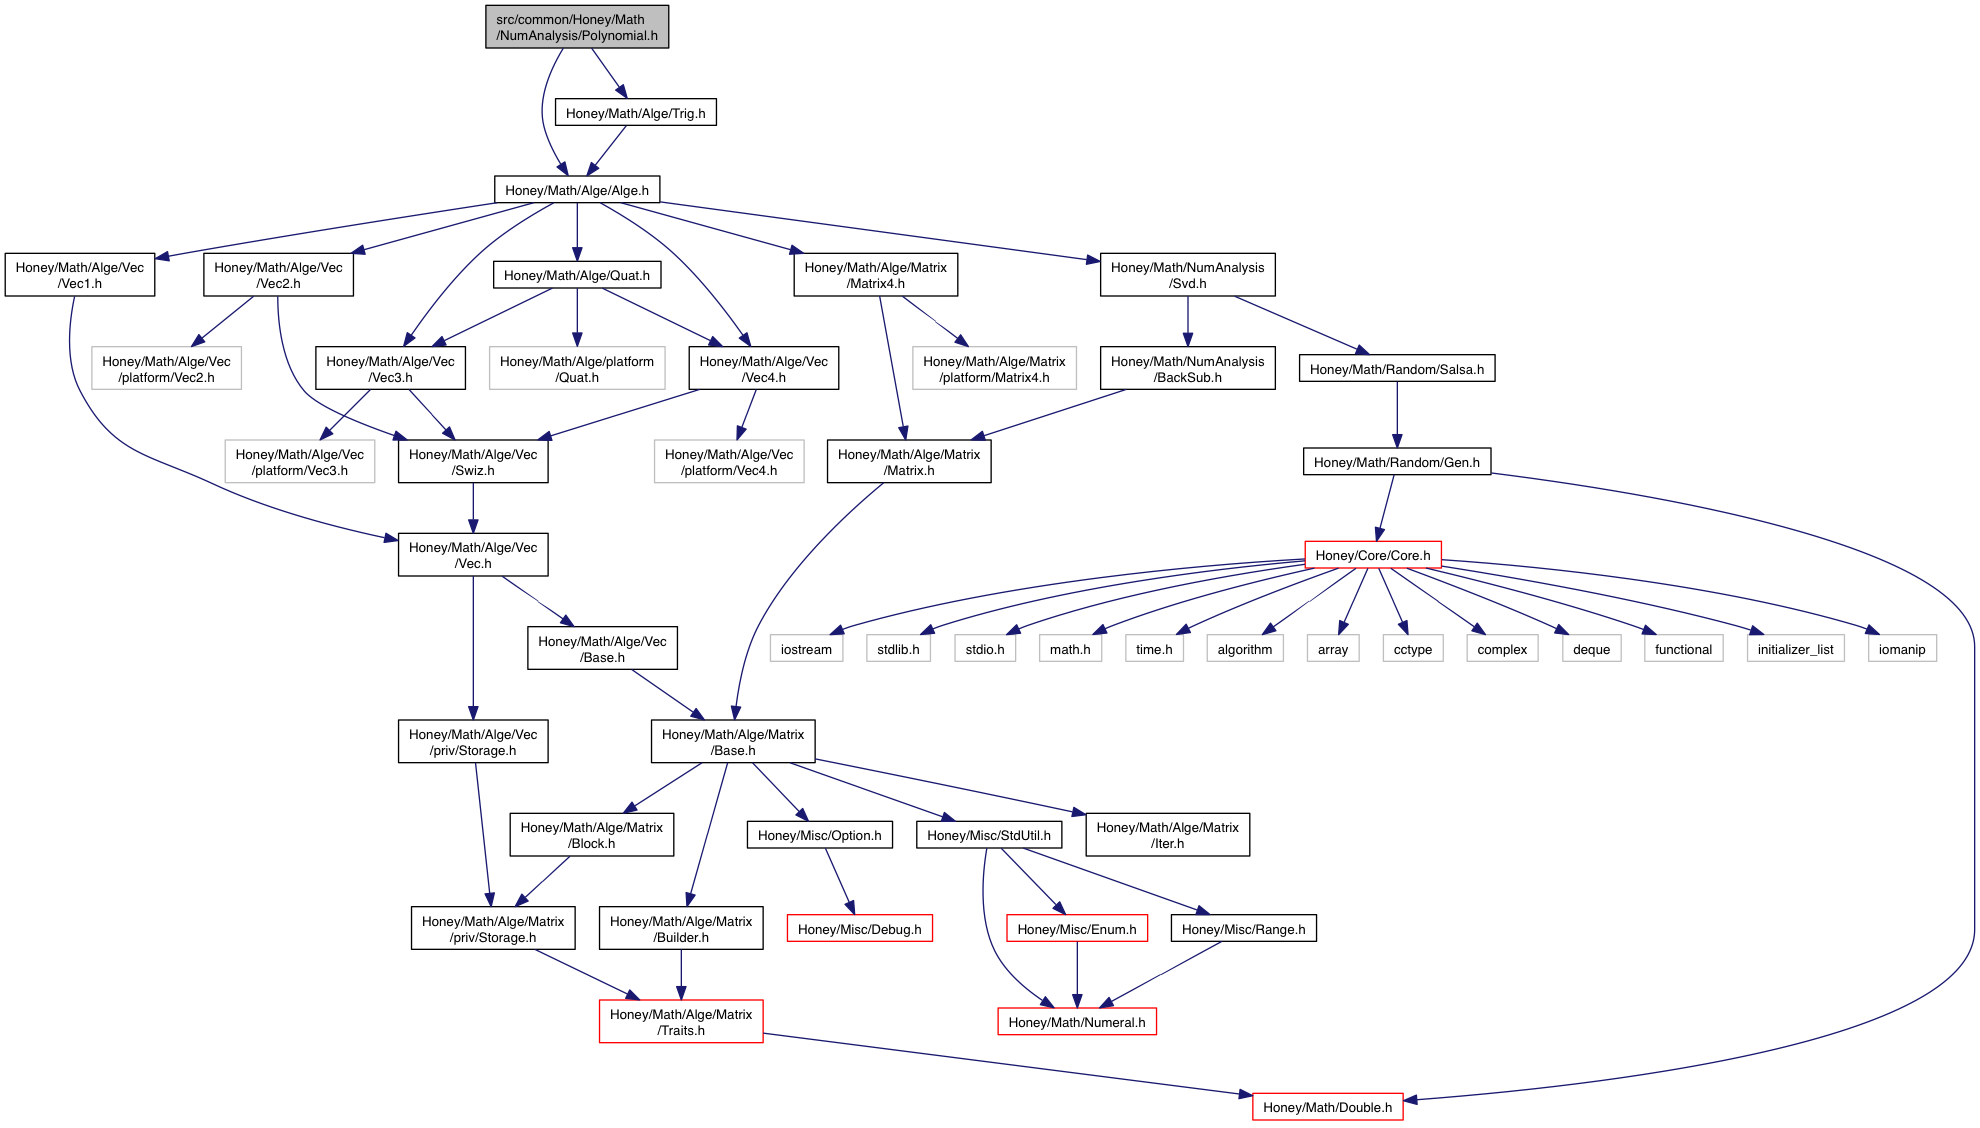 src/common/Honey/Math
/NumAnalysis/Polynomial.h
Honey/Math/Alge/Trig.h
Honey/Math/Alge/Alge.h
Honey/Math/Alge/Vec
/Vec1.h
Honey/Math/Alge/Vec
/Vec2.h
Honey/Math/Alge/Quat.h
Honey/Math/Alge/Matrix
/Matrix4.h
Honey/Math/NumAnalysis
/Svd.h
Honey/Math/Alge/Vec
/platform/Vec2.h
Honey/Math/Alge/Vec
/Vec3.h
Honey/Math/Alge/platform
/Quat.h
Honey/Math/Alge/Vec
/Vec4.h
Honey/Math/Alge/Matrix
/platform/Matrix4.h
Honey/Math/NumAnalysis
/BackSub.h
Honey/Math/Random/Salsa.h
Honey/Math/Alge/Vec
/platform/Vec3.h
Honey/Math/Alge/Vec
/Swiz.h
Honey/Math/Alge/Vec
/platform/Vec4.h
Honey/Math/Alge/Matrix
/Matrix.h
Honey/Math/Random/Gen.h
Honey/Math/Alge/Vec
/Vec.h
Honey/Core/Core.h
Honey/Math/Alge/Vec
/Base.h
iostream
stdlib.h
stdio.h
math.h
time.h
algorithm
array
cctype
complex
deque
functional
initializer_list
iomanip
Honey/Math/Alge/Vec
/priv/Storage.h
Honey/Math/Alge/Matrix
/Base.h
Honey/Math/Alge/Matrix
/Block.h
Honey/Misc/Option.h
Honey/Misc/StdUtil.h
Honey/Math/Alge/Matrix
/Iter.h
Honey/Math/Alge/Matrix
/priv/Storage.h
Honey/Math/Alge/Matrix
/Builder.h
Honey/Misc/Debug.h
Honey/Misc/Enum.h
Honey/Misc/Range.h
Honey/Math/Alge/Matrix
/Traits.h
Honey/Math/Numeral.h
Honey/Math/Double.h